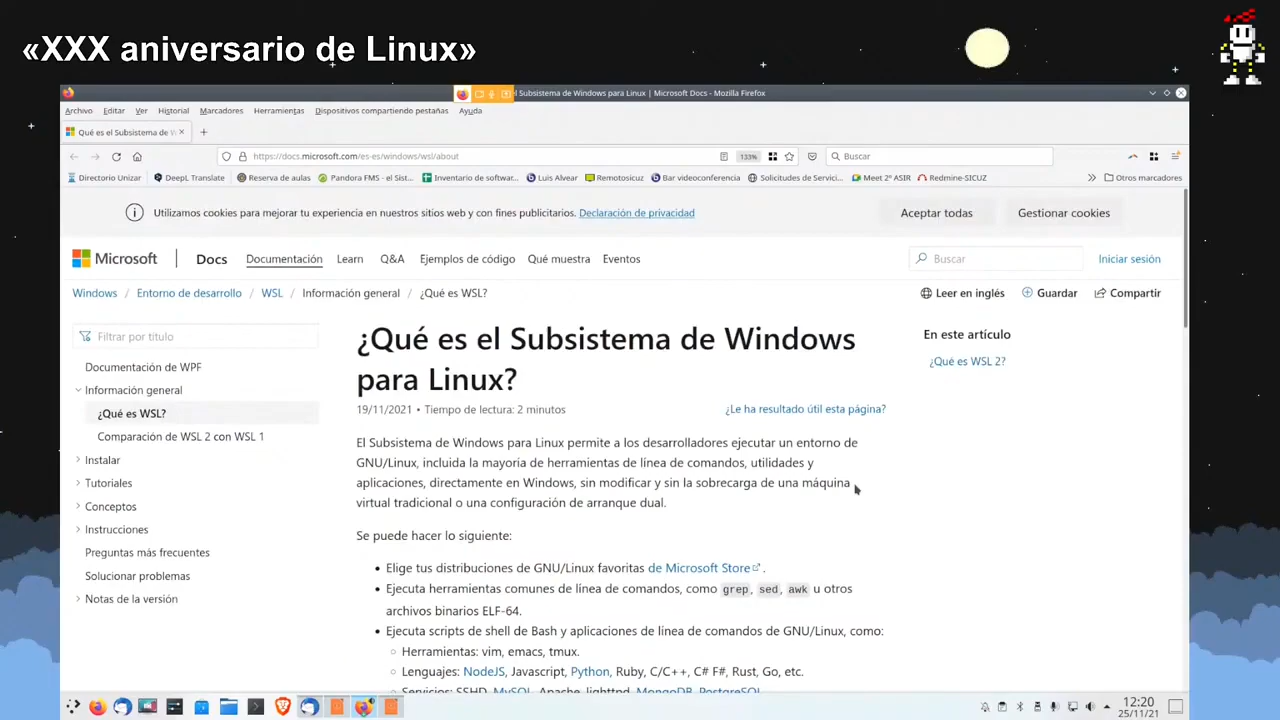 «XXX aniversario de Linux»
l Subsistema de Windows para Linux | Microsoft Docs - Mozilla Firefox
Archivo Editar Ver Historial Marcadores Herramientas Dispositivos compartiendo pestañas Ayuda
Qué es el Subsistema de W
https://docs.microsoft.com/es-es/windows/wsl/about 133% Buscar
Directorio Unizar DeepL Translate Reserva de aulas Pandora FMS - el Sist... Inventario de softwar... Luis Alvear Remotosicuz Bar videoconferencia Solicitudes de Servici... Meet 2º ASIR Redmine-SICUZ Otros marcadores
Utilizamos cookies para mejorar tu experiencia en nuestros sitios web y con fines publicitarios. Declaración de privacidad Aceptar todas Gestionar cookies
Microsoft Docs Documentación Learn Q&A Ejemplos de código Qué muestra Eventos Buscar Iniciar sesión
Windows / Entorno de desarrollo / WSL / Información general / ¿Qué es WSL? Leer en inglés Guardar Compartir
Filtrar por título
Documentación de WPF
Información general
¿Qué es WSL?
Comparación de WSL 2 con WSL 1
Instalar
Tutoriales
Conceptos
Instrucciones
Preguntas más frecuentes
Solucionar problemas
Notas de la versión
¿Qué es el Subsistema de Windows
para Linux?
19/11/2021 • Tiempo de lectura: 2 minutos ¿Le ha resultado útil esta página?
El Subsistema de Windows para Linux permite a los desarrolladores ejecutar un entorno de
GNU/Linux, incluida la mayoría de herramientas de línea de comandos, utilidades y
aplicaciones, directamente en Windows, sin modificar y sin la sobrecarga de una máquina
virtual tradicional o una configuración de arranque dual.
Se puede hacer lo siguiente:
• Elige tus distribuciones de GNU/Linux favoritas de Microsoft Store .
• Ejecuta herramientas comunes de línea de comandos, como grep, sed, awk u otros
archivos binarios ELF-64.
• Ejecuta scripts de shell de Bash y aplicaciones de línea de comandos de GNU/Linux, como:
○ Herramientas: vim, emacs, tmux.
○ Lenguajes: NodeJS, Javascript, Python, Ruby, C/C++, C# F#, Rust, Go, etc.
○ Servicios: SSHD, MySQL, Apache, lighttpd, MongoDB, PostgreSQL.
En este artículo
¿Qué es WSL 2?
12:20
25/11/21